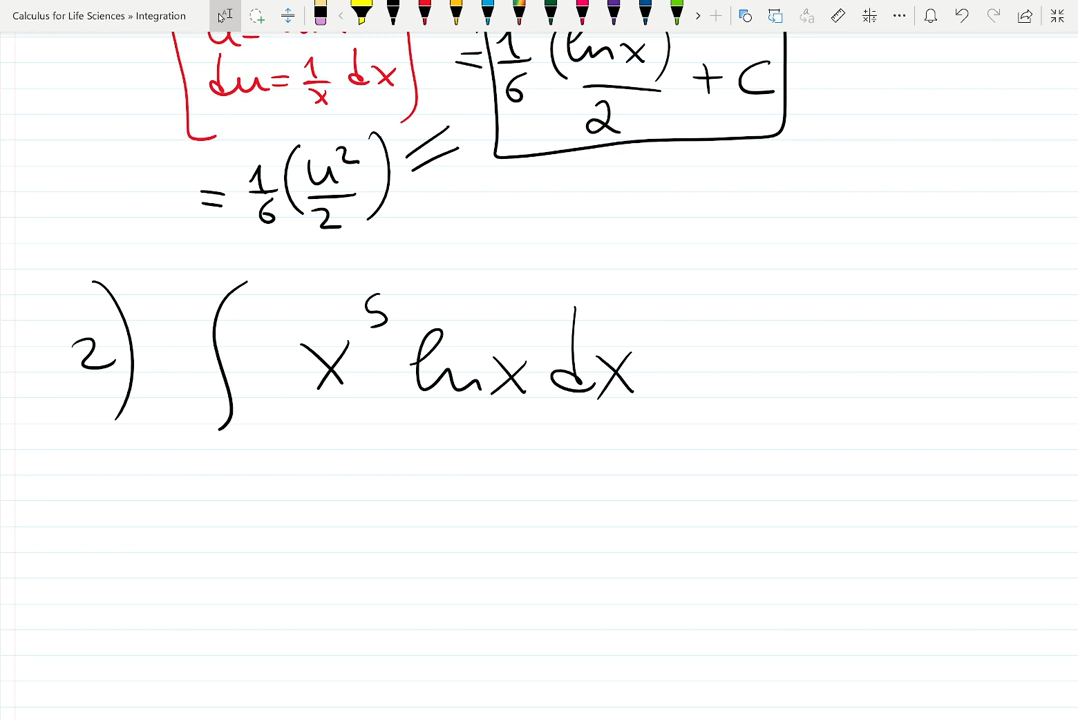 Calculus for Life Sciences » Integration
du = 1/x dx
= 1/6 (ln x)/2 + C
= 1/6 (u²/2) =
2) ∫ x⁵ ln x dx